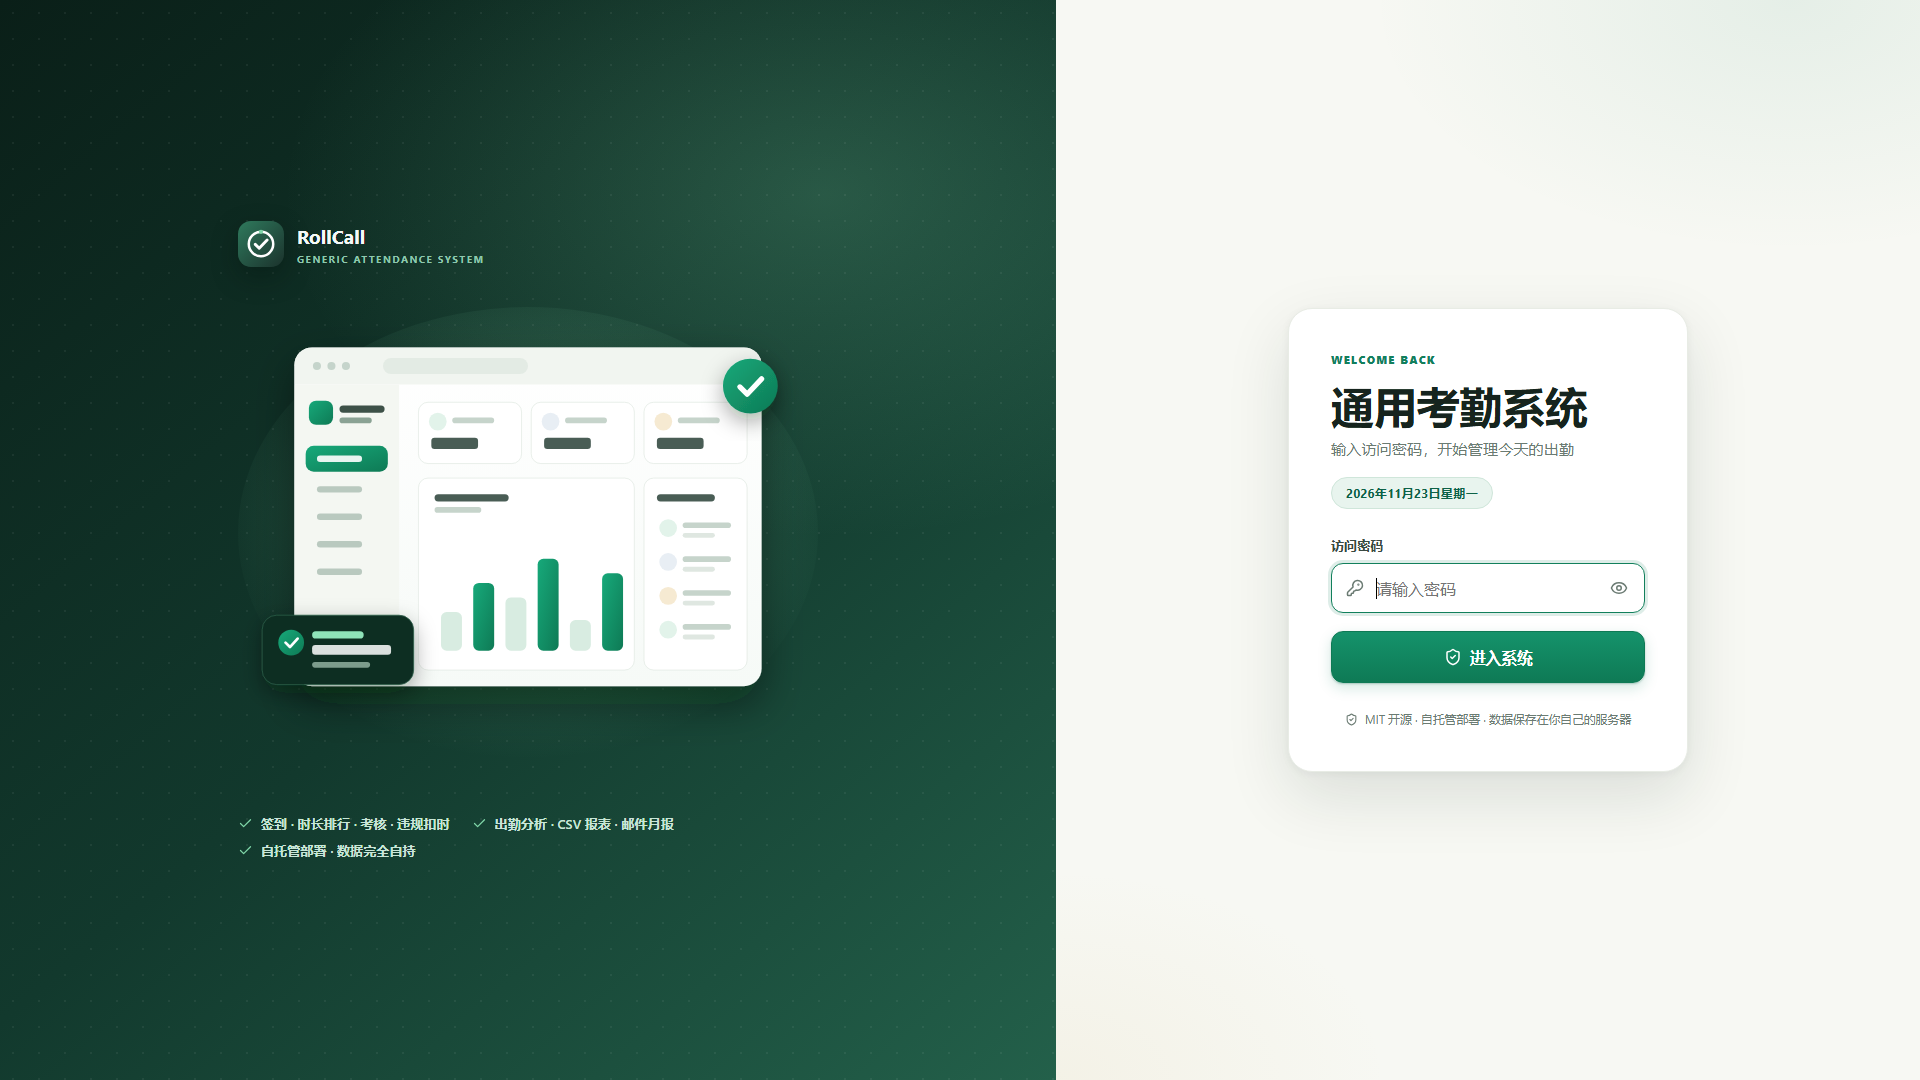 RollCall
GENERIC ATTENDANCE SYSTEM
签到 · 时长排行 · 考核 · 违规扣时
出勤分析 · CSV 报表 · 邮件月报
自托管部署 · 数据完全自持
WELCOME BACK
通用考勤系统
输入访问密码，开始管理今天的出勤
2026年11月23日星期一
访问密码
请输入密码
进入系统
MIT 开源 · 自托管部署 · 数据保存在你自己的服务器